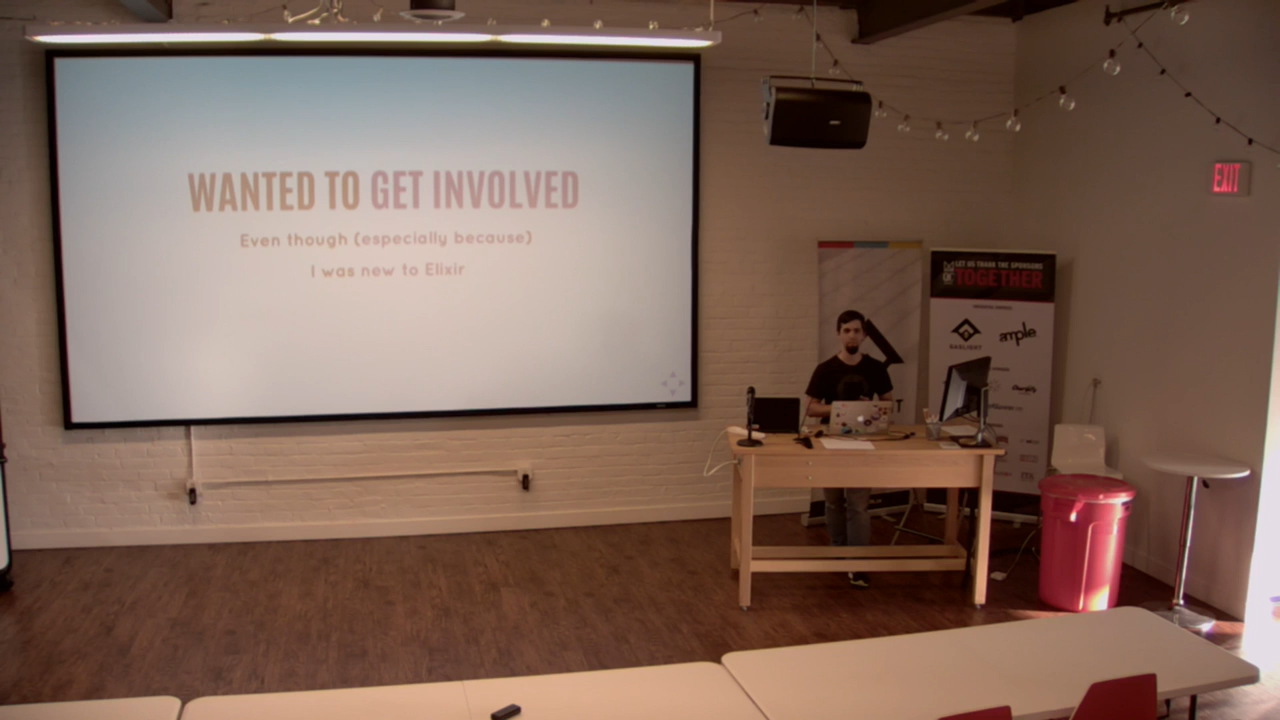 WANTED TO GET INVOLVED
Even though (especially because)
I was new to Elixir
EXIT
LET US THANK THE SPONSORS
TOGETHER
GASLIGHT
ample